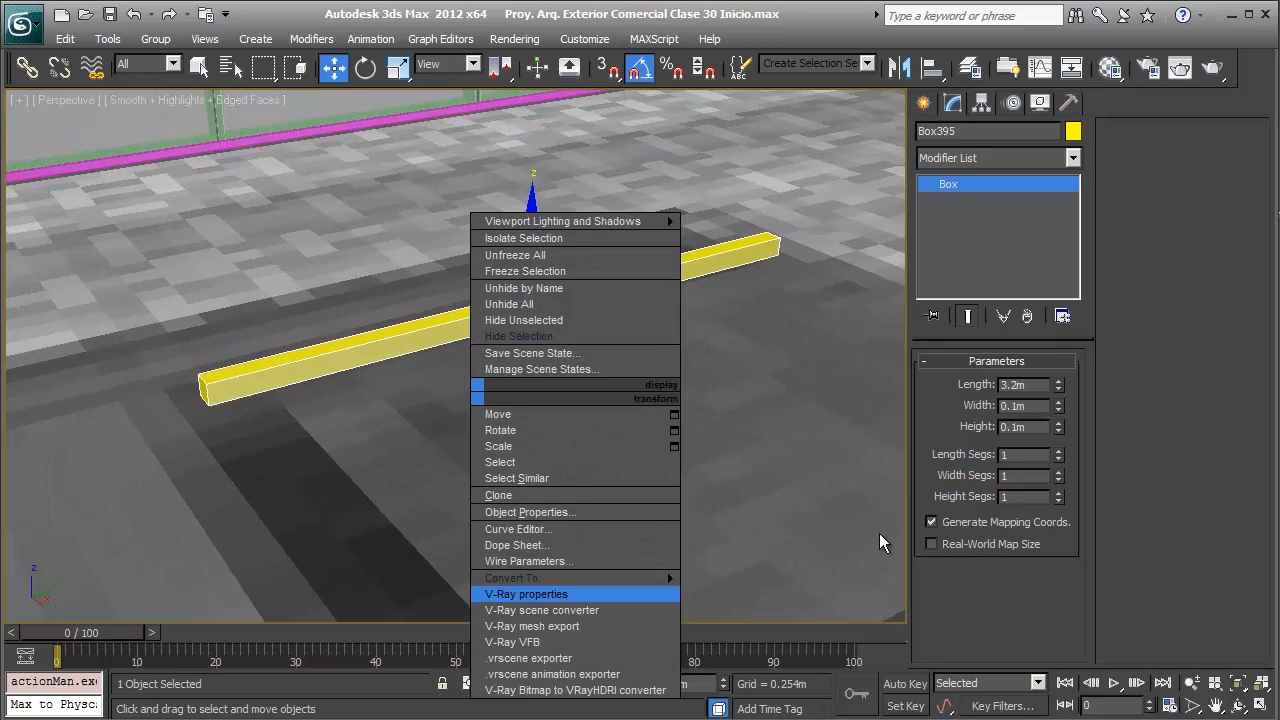 Autodesk 3ds Max 2012 x64 Proy. Arq. Exterior Comercial Clase 30 Inicio.max
Type a keyword or phrase
Edit Tools Group Views Create Modifiers Animation Graph Editors Rendering Customize MAXScript Help
All View Create Selection Se
[ + ] [ Perspective ] [ Smooth + Highlights + Edged Faces ]
z
Viewport Lighting and Shadows
Isolate Selection
Unfreeze All
Freeze Selection
Unhide by Name
Unhide All
Hide Unselected
Hide Selection
Save Scene State...
Manage Scene States...
display
transform
Move
Rotate
Scale
Select
Select Similar
Clone
Object Properties...
Curve Editor...
Dope Sheet...
Wire Parameters...
Convert To:
V-Ray properties
V-Ray scene converter
V-Ray mesh export
V-Ray VFB
.vrscene exporter
.vrscene animation exporter
V-Ray Bitmap to VRayHDRI converter
Box395
Modifier List
Box
- Parameters
Length: 3.2m
Width: 0.1m
Height: 0.1m
Length Segs: 1
Width Segs: 1
Height Segs: 1
Generate Mapping Coords.
Real-World Map Size
z
x
< 0 / 100 >
0 10 20 30 40 50 80 90 100
actionMan.exe 1 Object Selected Grid = 0.254m Auto Key Selected
Max to Physc: Click and drag to select and move objects Add Time Tag Set Key Key Filters... 0